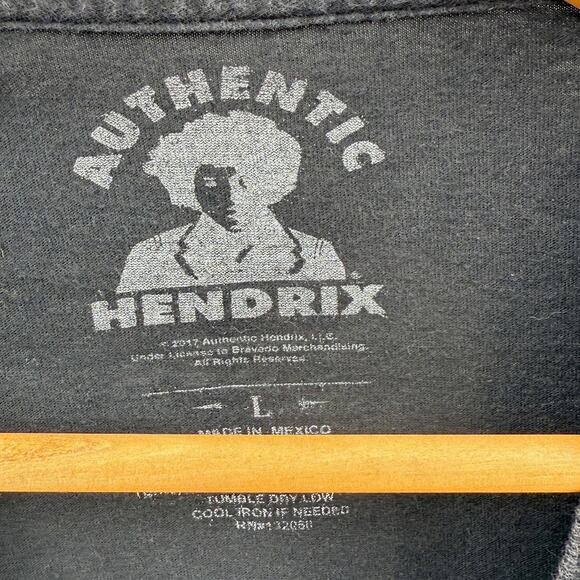 AUTHENTIC
HENDRIX
®
© 2017 Authentic Hendrix, LLC.
Under License to Bravado Merchandising.
All Rights Reserved.
L
MADE IN MEXICO
TUMBLE DRY LOW
COOL IRON IF NEEDED